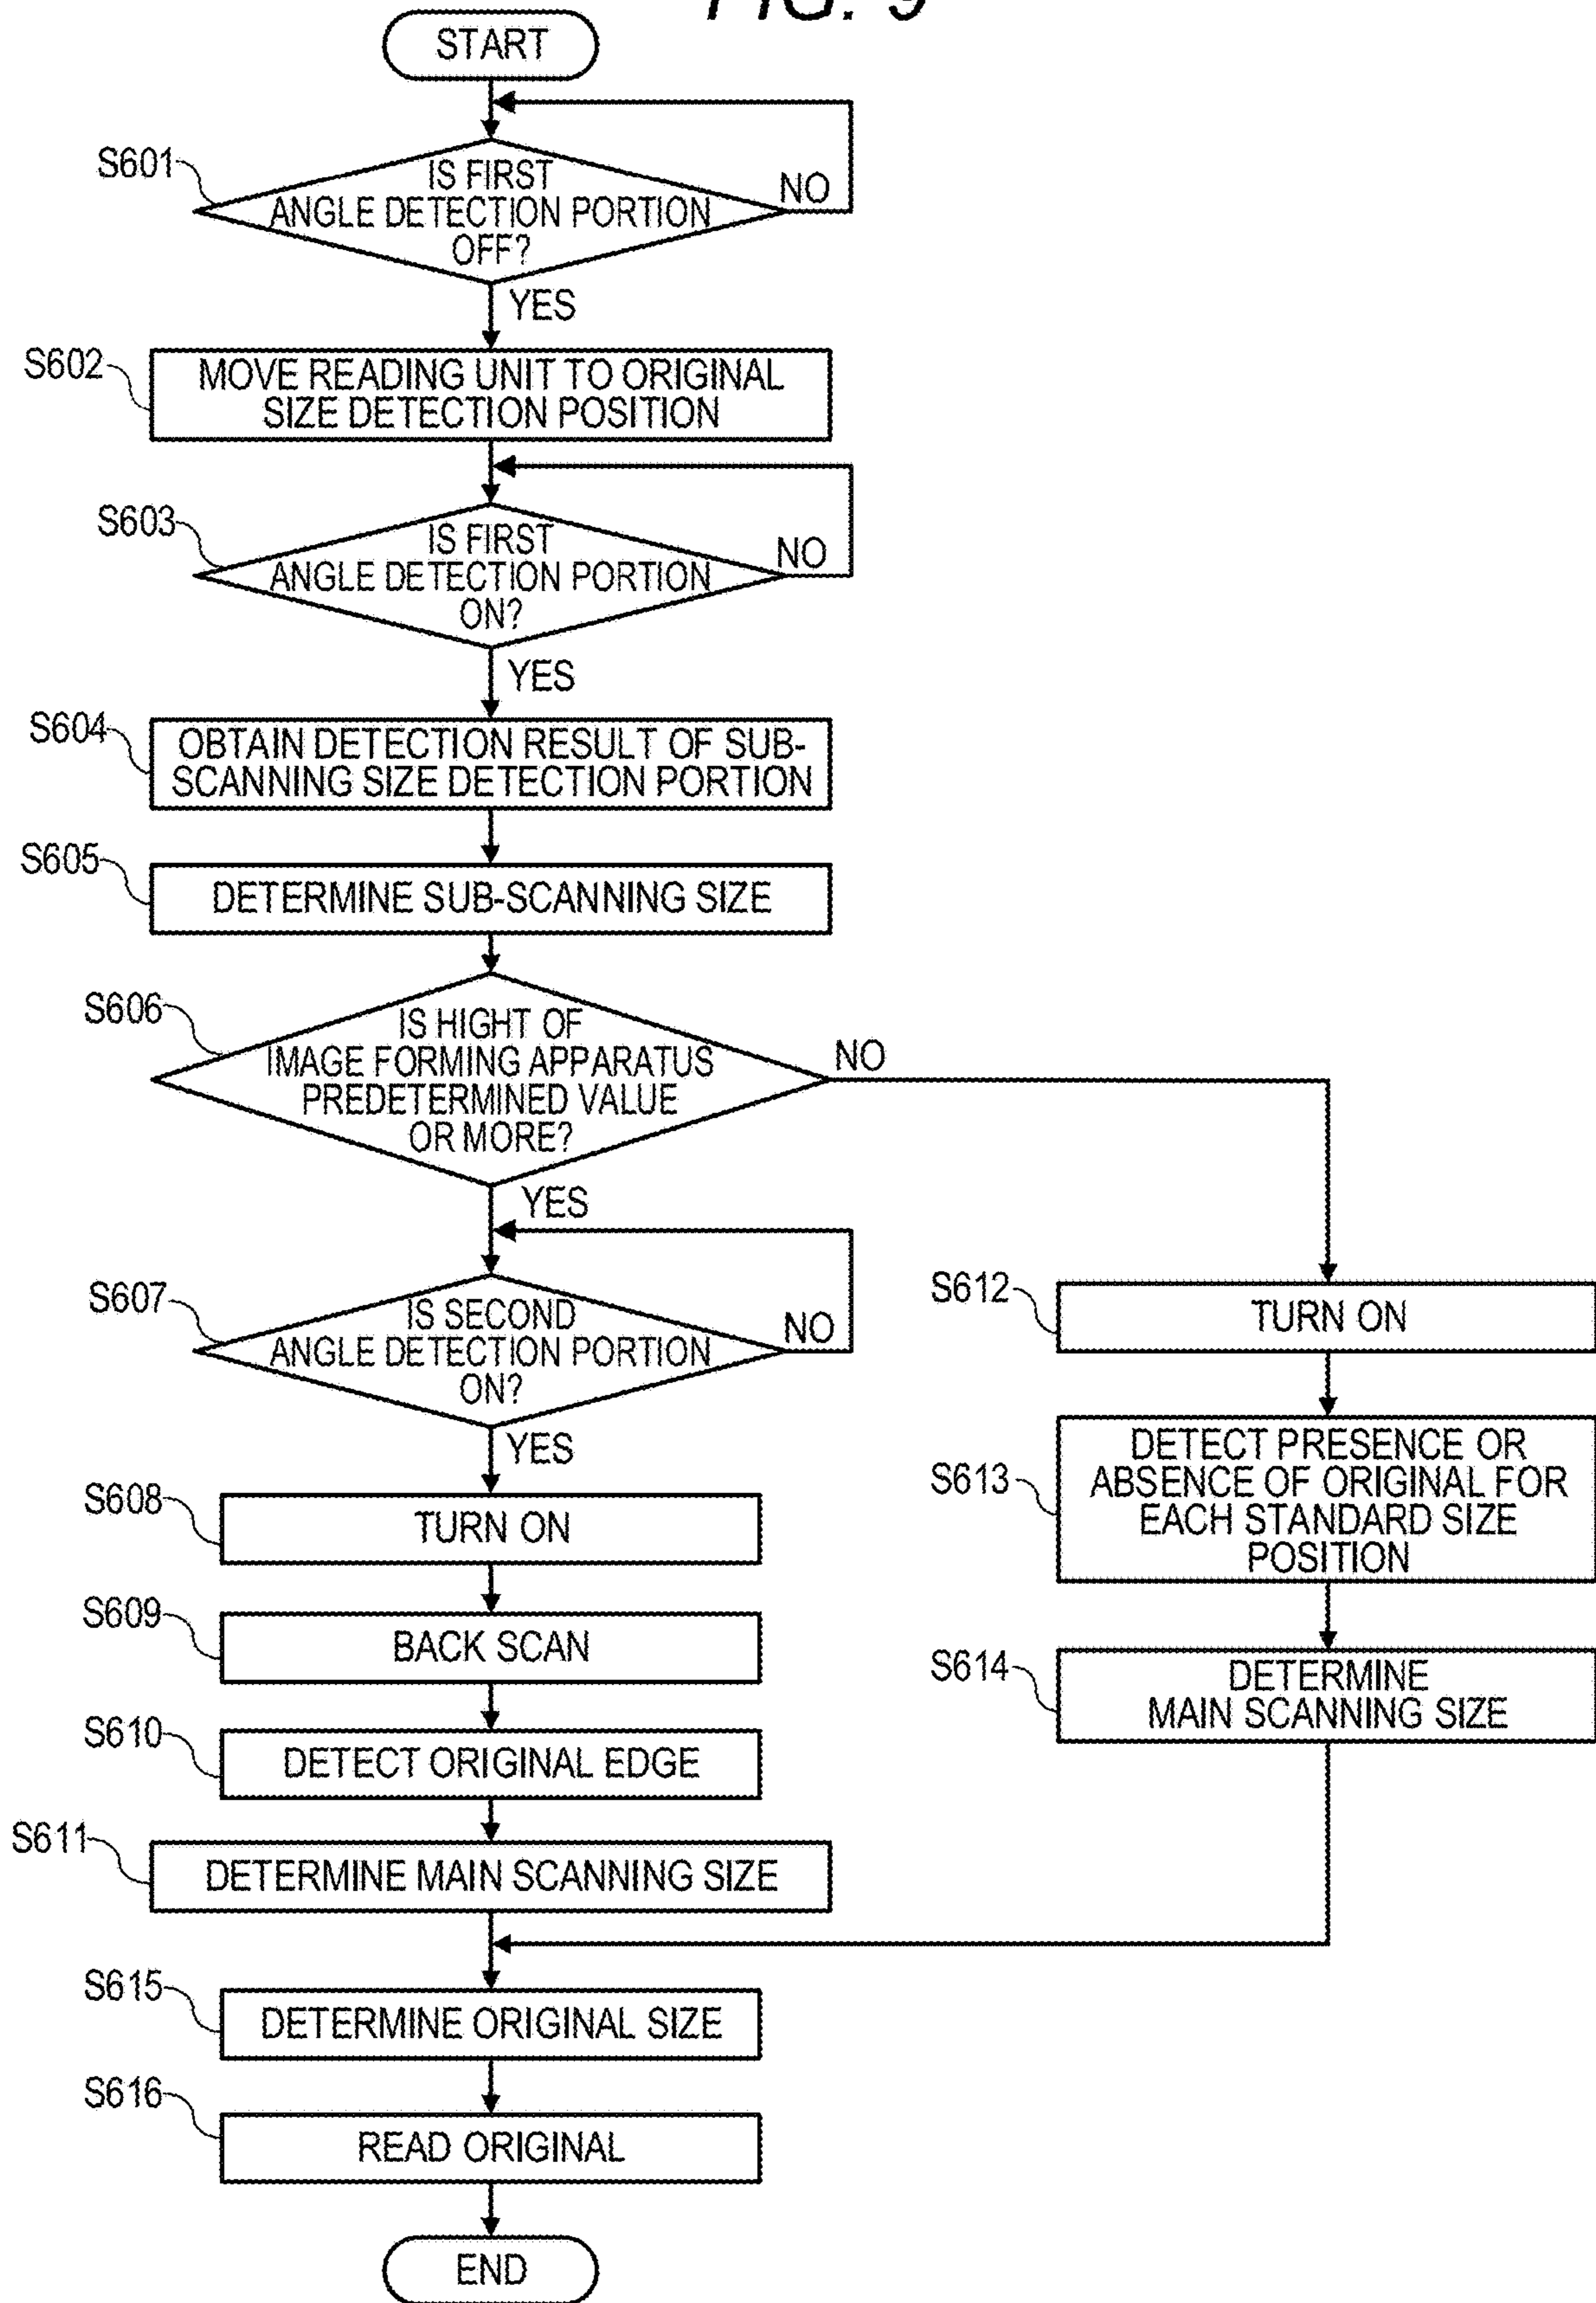 FIG. 9
START
S601
IS FIRST
ANGLE DETECTION PORTION
OFF?
NO
YES
S602
MOVE READING UNIT TO ORIGINAL
SIZE DETECTION POSITION
S603
IS FIRST
ANGLE DETECTION PORTION
ON?
NO
YES
S604
OBTAIN DETECTION RESULT OF SUB-
SCANNING SIZE DETECTION PORTION
S605
DETERMINE SUB-SCANNING SIZE
S606
IS HIGHT OF
IMAGE FORMING APPARATUS
PREDETERMINED VALUE
OR MORE?
NO
YES
S607
IS SECOND
ANGLE DETECTION PORTION
ON?
NO
YES
S608
TURN ON
S609
BACK SCAN
S610
DETECT ORIGINAL EDGE
S611
DETERMINE MAIN SCANNING SIZE
S612
TURN ON
S613
DETECT PRESENCE OR
ABSENCE OF ORIGINAL FOR
EACH STANDARD SIZE
POSITION
S614
DETERMINE
MAIN SCANNING SIZE
S615
DETERMINE ORIGINAL SIZE
S616
READ ORIGINAL
END